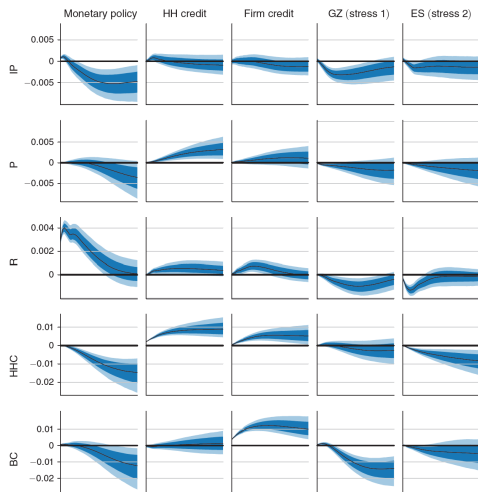 Monetary policy HH credit Firm credit GZ (stress 1) ES (stress 2)
0.005
0
−0.005
IP
0.005
0
−0.005
P
0.004
0.002
0
R
0.01
0
−0.01
−0.02
HHC
0.01
0
−0.01
−0.02
BC